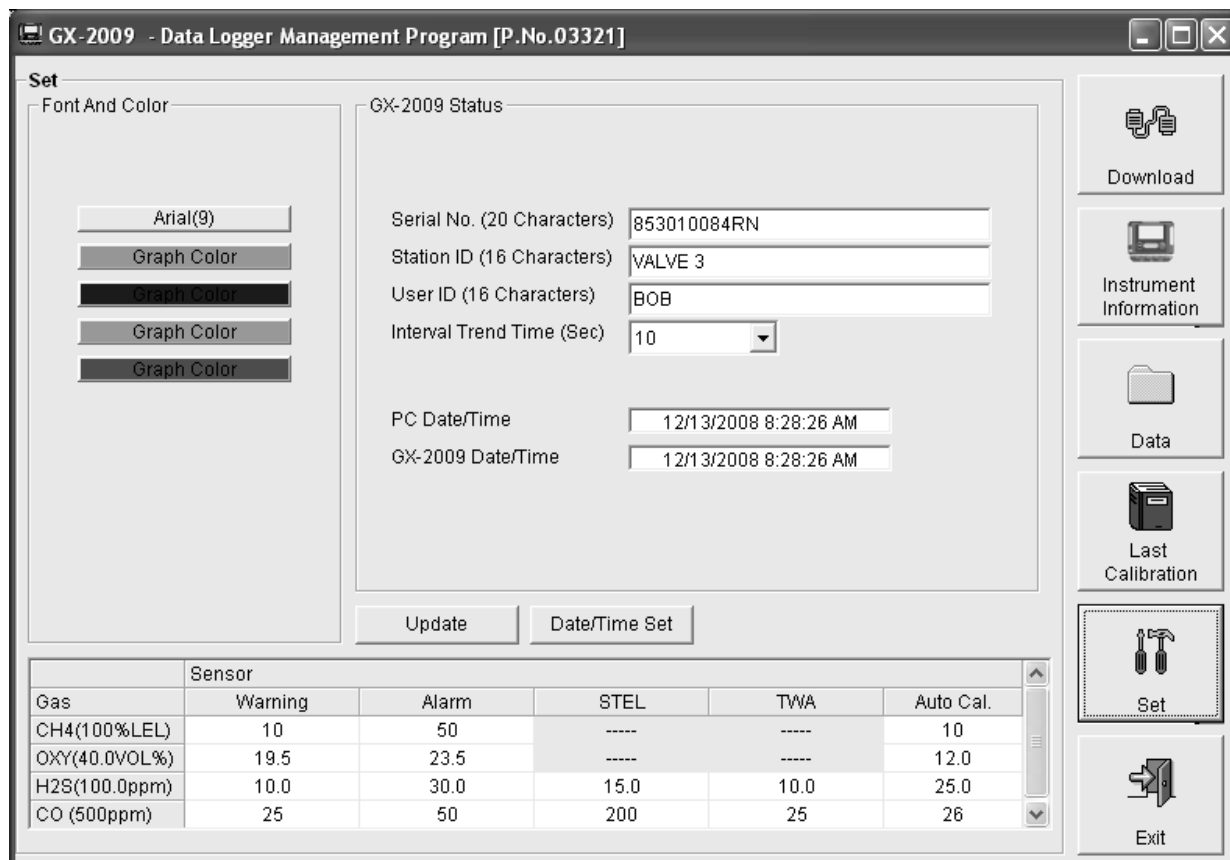 GX-2009 - Data Logger Management Program [P.No.03321]
Set
Font And Color
Arial(9)
Graph Color
Graph Color
Graph Color
Graph Color
GX-2009 Status
Serial No. (20 Characters) 853010084RN
Station ID (16 Characters) VALVE 3
User ID (16 Characters) BOB
Interval Trend Time (Sec) 10
PC Date/Time 12/13/2008 8:28:26 AM
GX-2009 Date/Time 12/13/2008 8:28:26 AM
Update Date/Time Set
Sensor
Gas Warning Alarm STEL TWA Auto Cal.
CH4(100%LEL) 10 50 ----- ----- 10
OXY(40.0VOL%) 19.5 23.5 ----- ----- 12.0
H2S(100.0ppm) 10.0 30.0 15.0 10.0 25.0
CO (500ppm) 25 50 200 25 26
Download
Instrument
Information
Data
Last
Calibration
Set
Exit